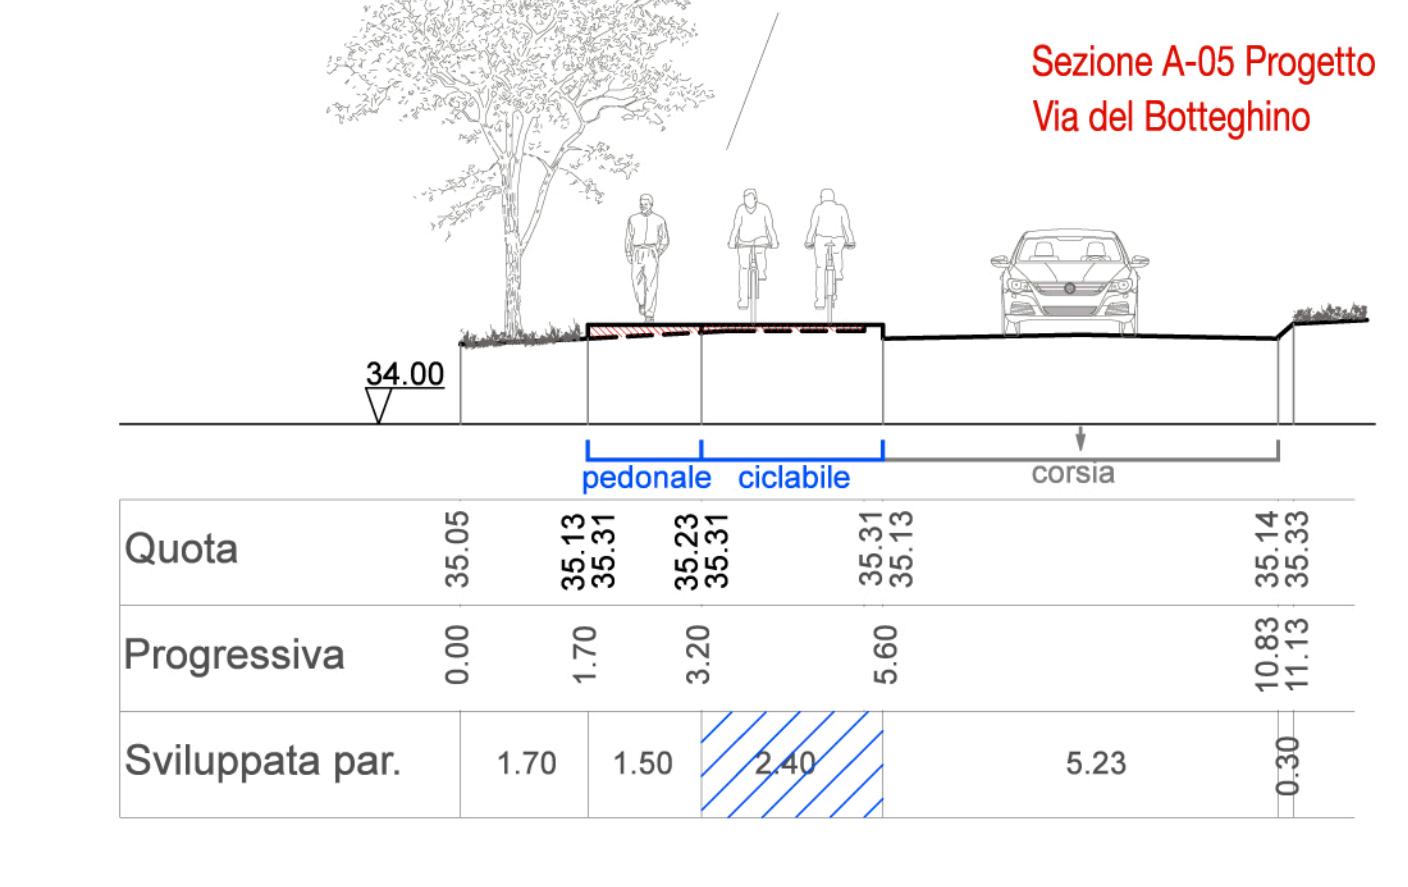 Sezione A-05 Progetto
Via del Botteghino
34.00
pedonale ciclabile corsia
Quota 35.05 35.13 35.31 35.23 35.31 35.31 35.13 35.14 35.33
Progressiva 0.00 1.70 3.20 5.60 10.83 11.13
Sviluppata par. 1.70 1.50 2.40 5.23 0.30